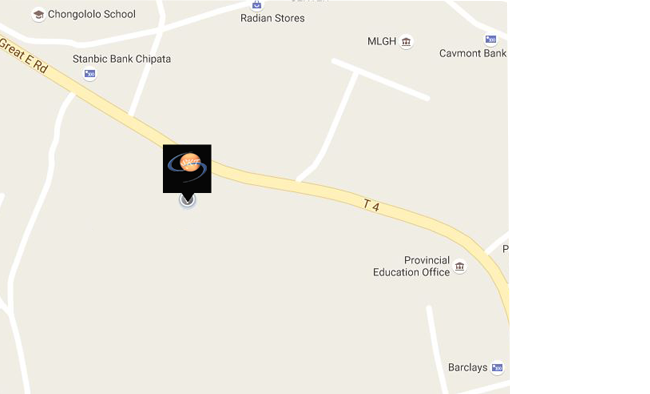 Chongololo School
Radian Stores
MLGH
Cavmont Bank
Great E Rd
Stanbic Bank Chipata
T 4
P
Provincial
Education Office
Barclays